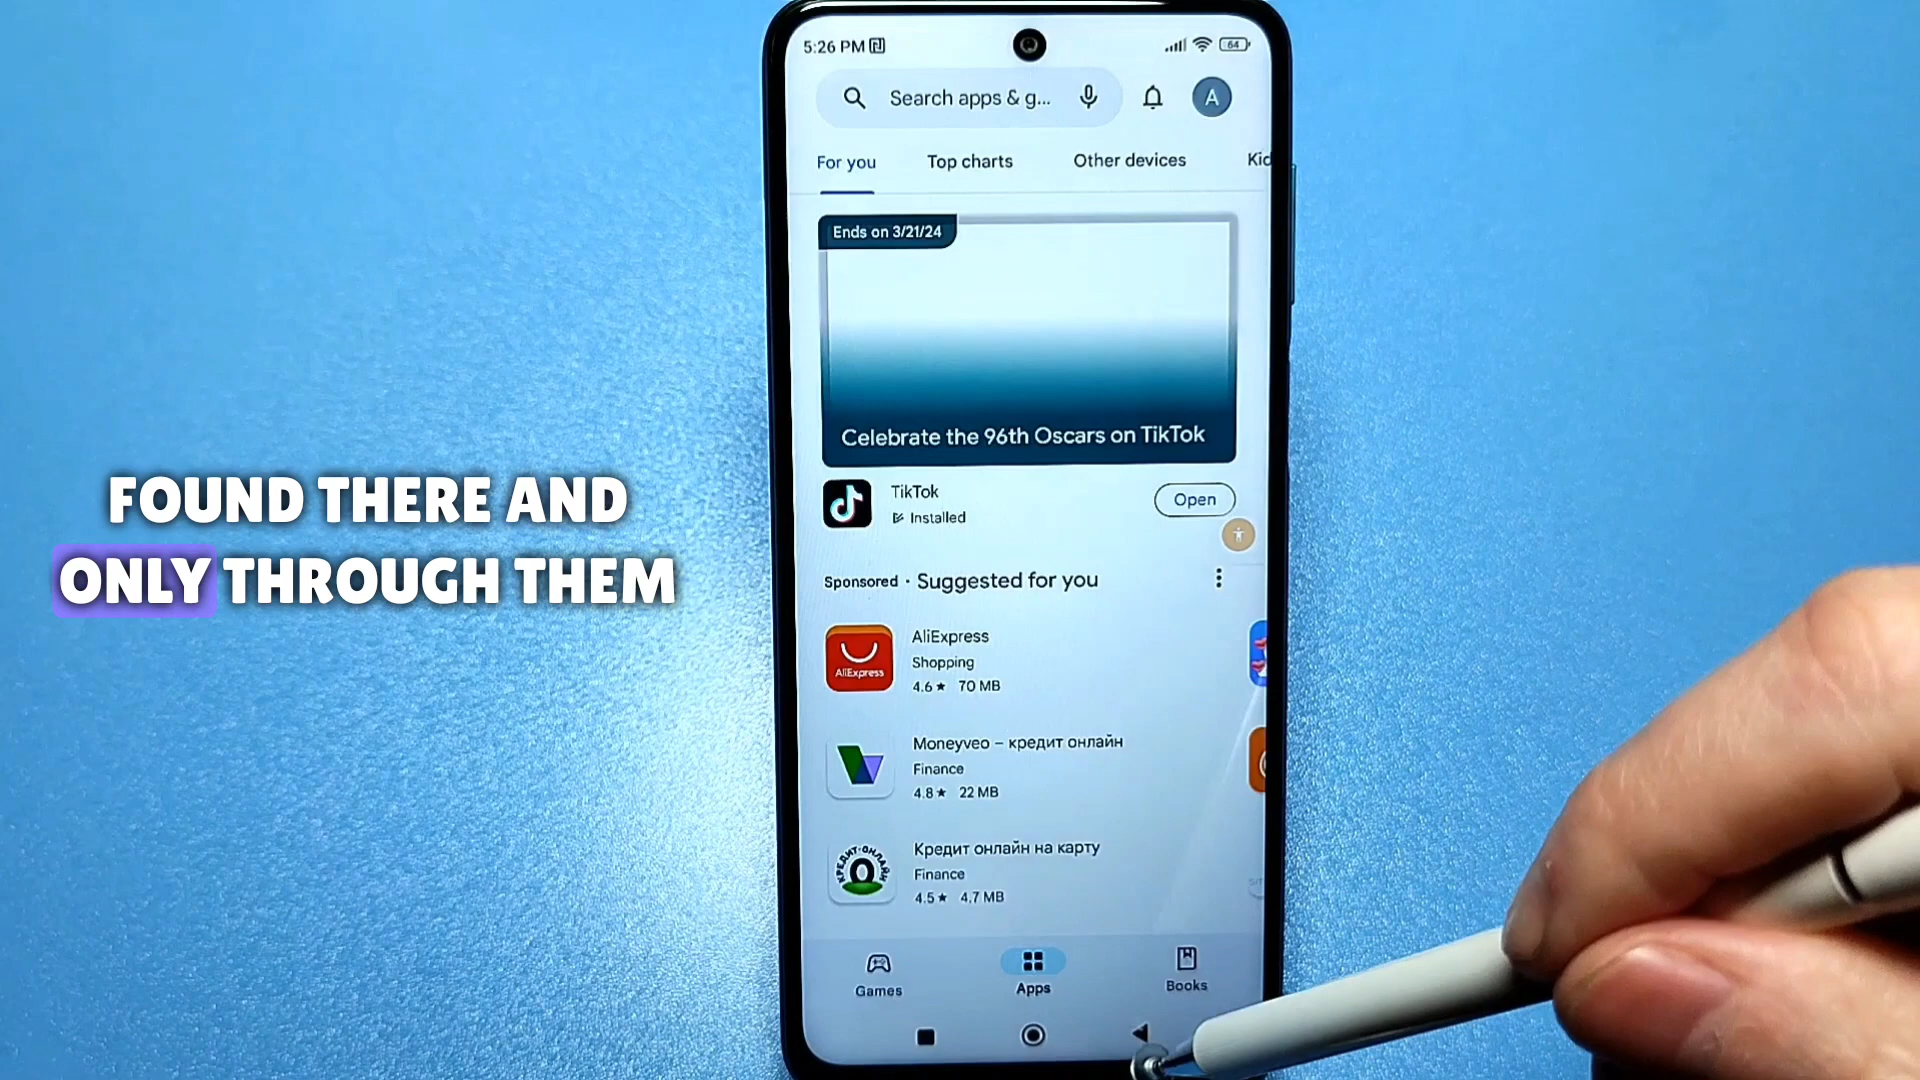 5:26 PM
64
Search apps & g...
A
For you
Top charts
Other devices
Kid
Ends on 3/21/24
Celebrate the 96th Oscars on TikTok
TikTok
Installed
Open
Sponsored · Suggested for you
AliExpress
AliExpress
Shopping
4.6★ 70 MB
Moneyveo – кредит онлайн
Finance
4.8★ 22 MB
КРЕДИТ-ОНЛАЙН
Кредит онлайн на карту
Finance
4.5★ 4.7 MB
Games
Apps
Books
FOUND THERE AND
ONLY THROUGH THEM